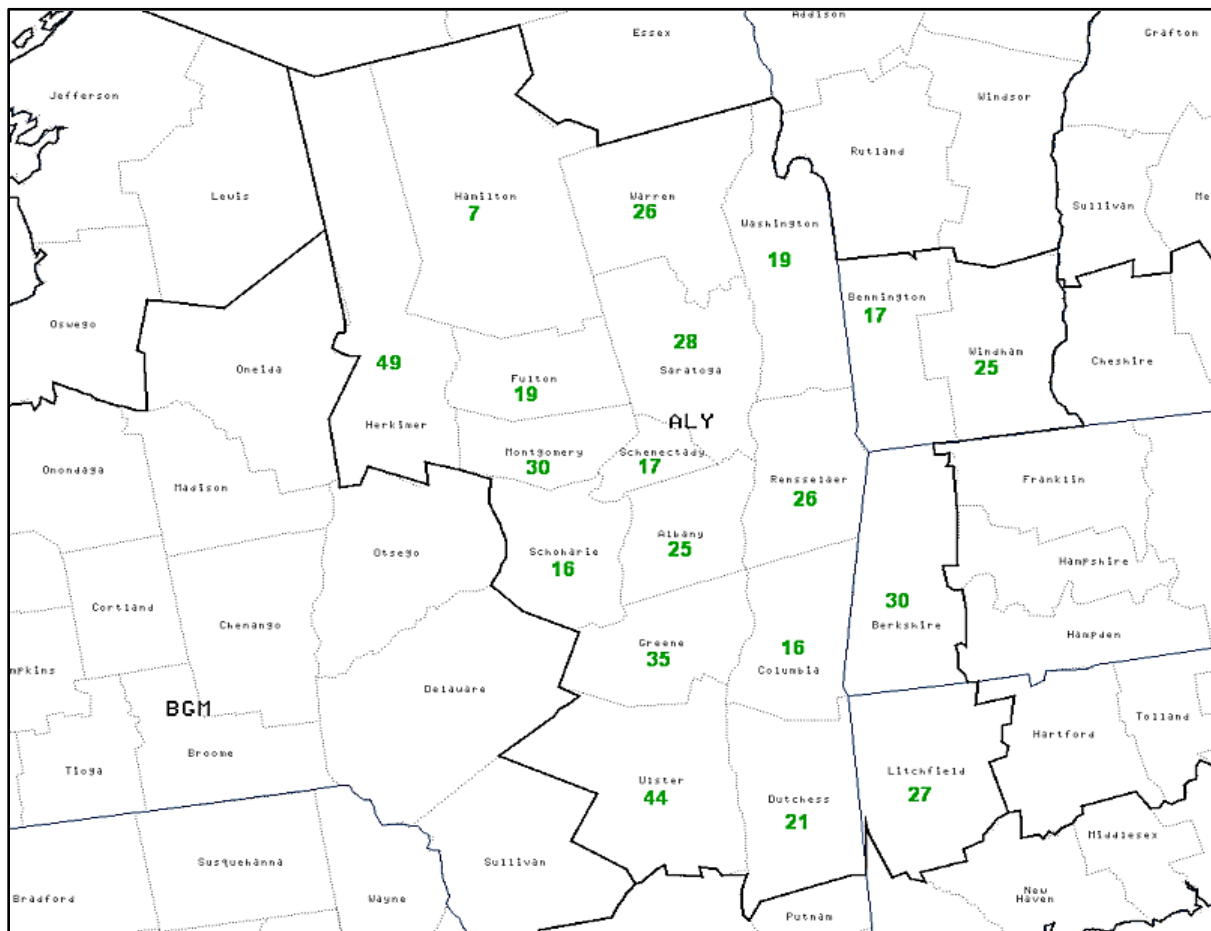 Addison
Essex
Grafton
Jefferson
Windsor
Rutland
Lewis
Hamilton
7
Warren
26
Sullivan
Me
Washington
19
Bennington
17
Oswego
28
Saratoga
Windham
25
Cheshire
49
Oneida
Fulton
19
Herkimer
ALY
Montgomery
30
Schenectady
17
Onondaga
Madison
Rensselaer
26
Franklin
Otsego
Schoharie
16
Albany
25
Hampshire
Cortland
Chenango
30
Berkshire
Hampden
Greene
35
16
Columbia
mpkins
Delaware
BGM
Broome
Tioga
Tolland
Hartford
Ulster
44
Litchfield
27
Dutchess
21
Middlesex
Susquehanna
Sullivan
Bradford
Wayne
New
Haven
Putnam